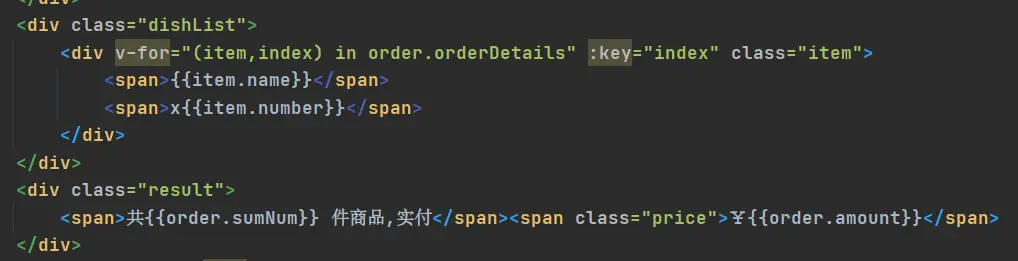 </div>
<div class="dishList">
<div v-for="(item,index) in order.orderDetails" :key="index" class="item">
<span>{{item.name}}</span>
<span>x{{item.number}}</span>
</div>
</div>
<div class="result">
<span>共{{order.sumNum}} 件商品,实付</span><span class="price">¥{{order.amount}}</span>
</div>